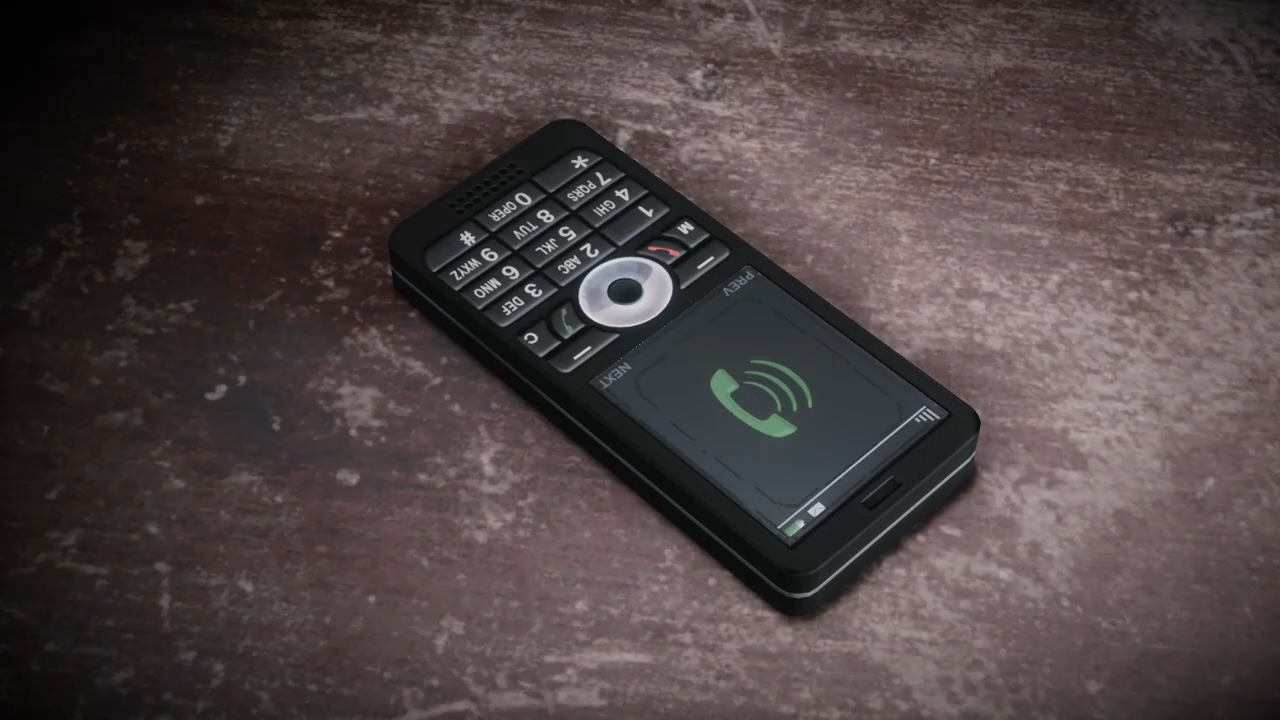 PREV NEXT
M C
1 2 ABC 3 DEF
4 GHI 5 JKL 6 MNO
7 PQRS 8 TUV 9 WXYZ
* 0 OPER #